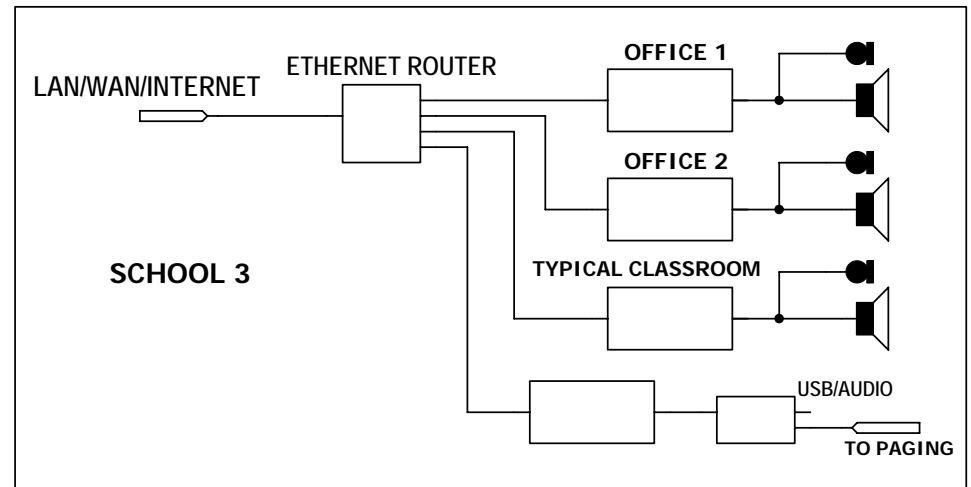 OFFICE 1
ETHERNET ROUTER
LAN/WAN/INTERNET
OFFICE 2
SCHOOL 3
TYPICAL CLASSROOM
USB/AUDIO
TO PAGING